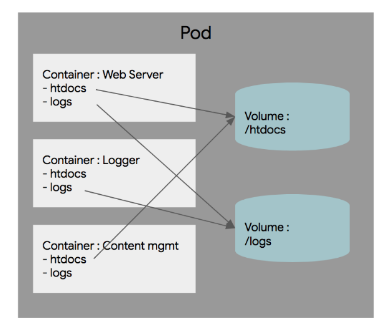 Pod
Container : Web Server
- htdocs
- logs
Container : Logger
- htdocs
- logs
Container : Content mgmt
- htdocs
- logs
Volume :
/htdocs
Volume :
/logs